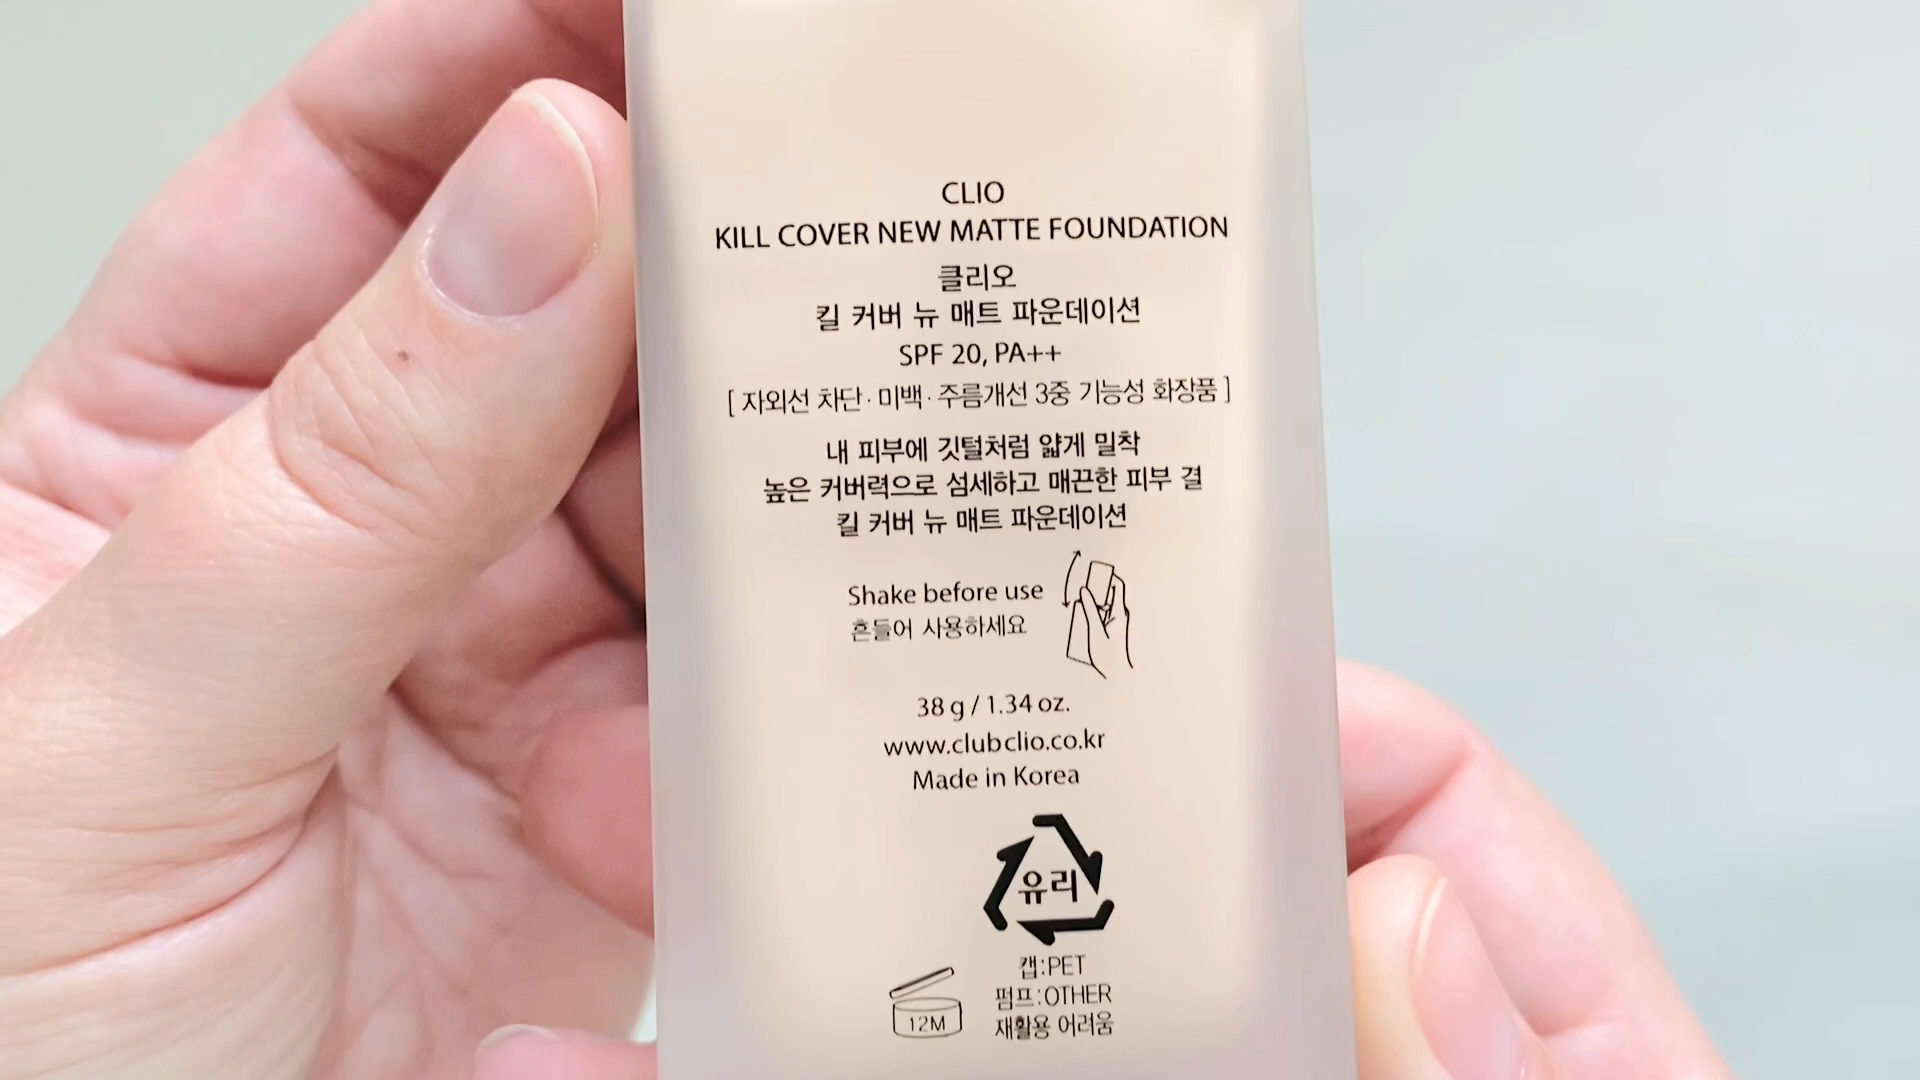 CLIO
KILL COVER NEW MATTE FOUNDATION
클리오
킬 커버 뉴 매트 파운데이션
SPF 20, PA++
[ 자외선 차단· 미백· 주름개선 3중 기능성 화장품 ]
내 피부에 깃털처럼 얇게 밀착
높은 커버력으로 섬세하고 매끈한 피부 결
킬 커버 뉴 매트 파운데이션
Shake before use
흔들어 사용하세요
38 g / 1.34 oz.
www.clubclio.co.kr
Made in Korea
유리
캡:PET
펌프:OTHER
12M
재활용 어려움